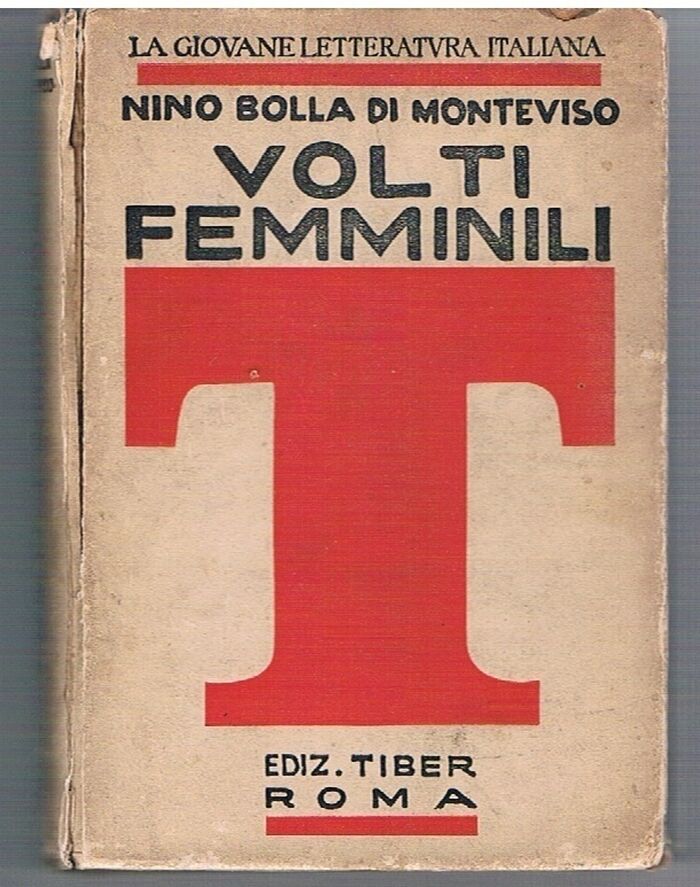 LA GIOVANE LETTERATVRA ITALIANA
NINO BOLLA DI MONTEVISO
VOLTI
FEMMINILI
T
EDIZ. TIBER
ROMA